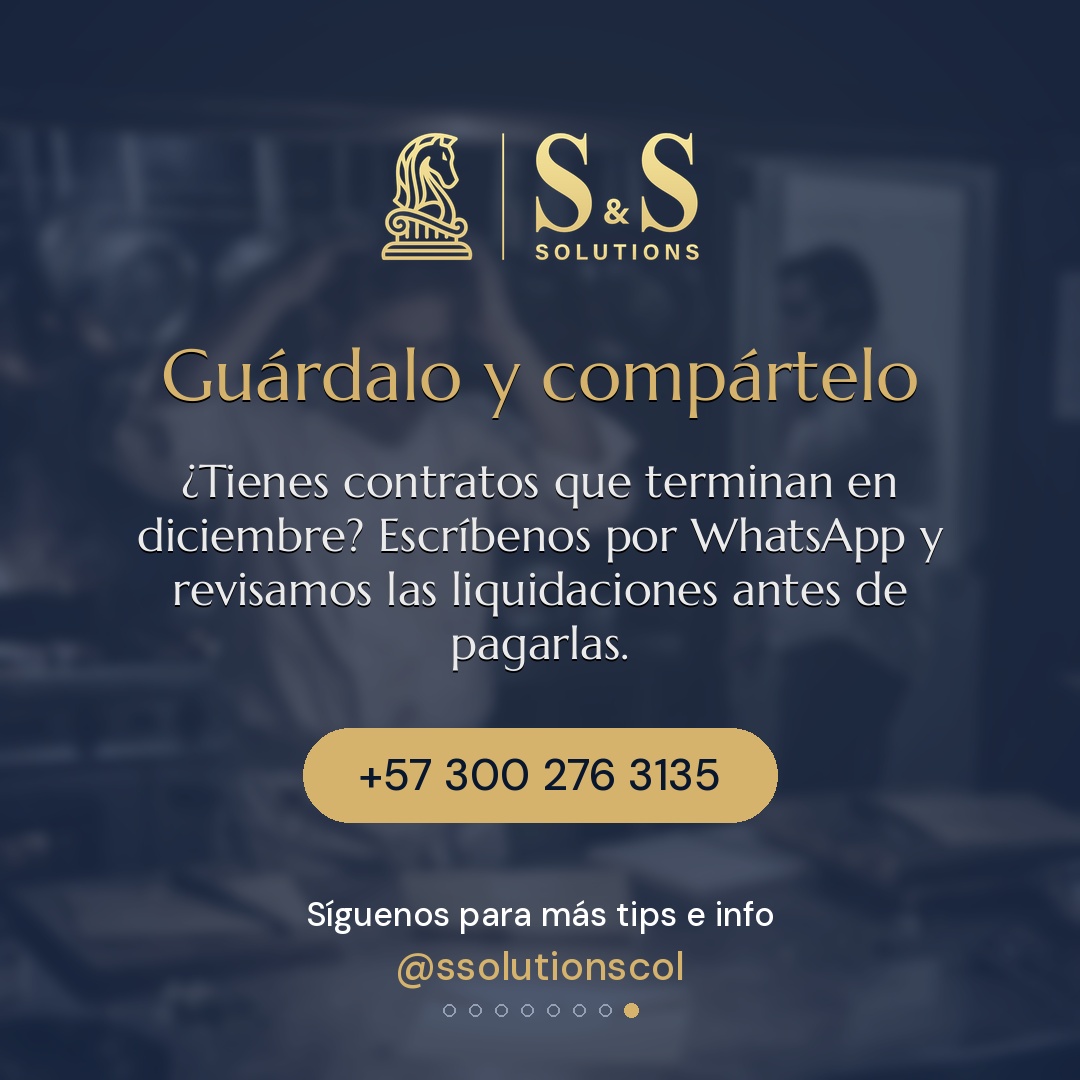 S&S
SOLUTIONS
Guárdalo y compártelo
¿Tienes contratos que terminan en
diciembre? Escríbenos por WhatsApp y
revisamos las liquidaciones antes de
pagarlas.
+57 300 276 3135
Síguenos para más tips e info
@ssolutionscol